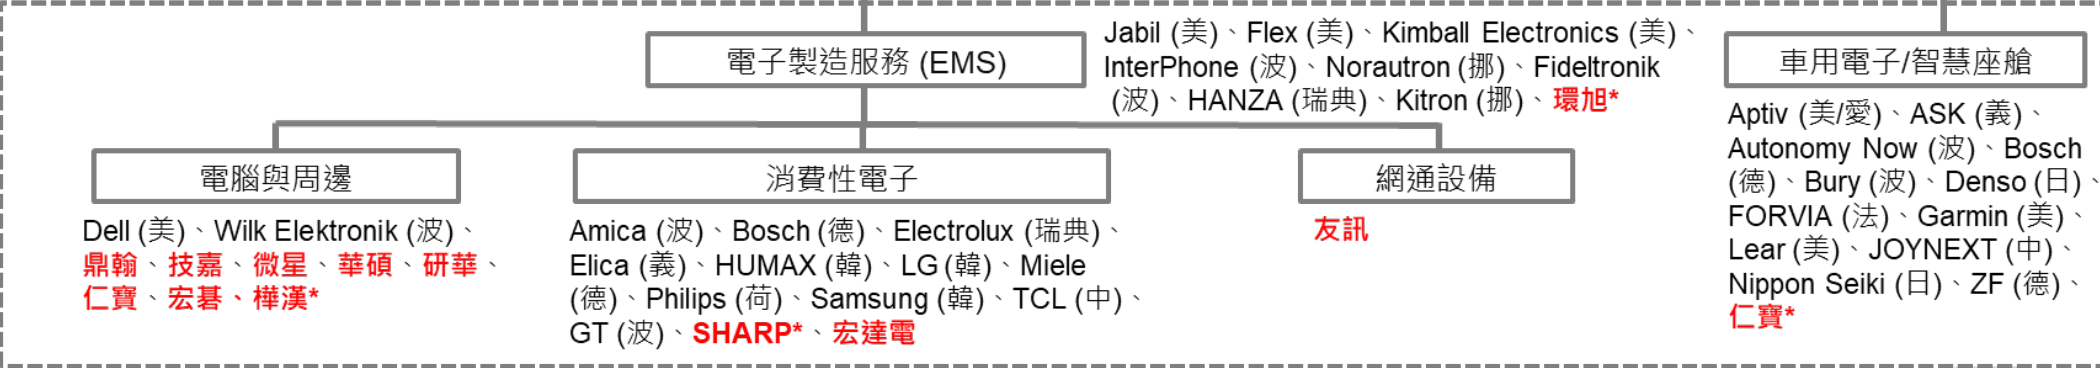 電子製造服務 (EMS)
Jabil (美)、Flex (美)、Kimball Electronics (美)、
InterPhone (波)、Norautron (挪)、Fideltronik
(波)、HANZA (瑞典)、Kitron (挪)、環旭*
電腦與周邊
Dell (美)、Wilk Elektronik (波)、
鼎翰、技嘉、微星、華碩、研華、
仁寶、宏碁、樺漢*
消費性電子
Amica (波)、Bosch (德)、Electrolux (瑞典)、
Elica (義)、HUMAX (韓)、LG (韓)、Miele
(德)、Philips (荷)、Samsung (韓)、TCL (中)、
GT (波)、SHARP*、宏達電
網通設備
友訊
車用電子/智慧座艙
Aptiv (美/愛)、ASK (義)、
Autonomy Now (波)、Bosch
(德)、Bury (波)、Denso (日)、
FORVIA (法)、Garmin (美)、
Lear (美)、JOYNEXT (中)、
Nippon Seiki (日)、ZF (德)、
仁寶*